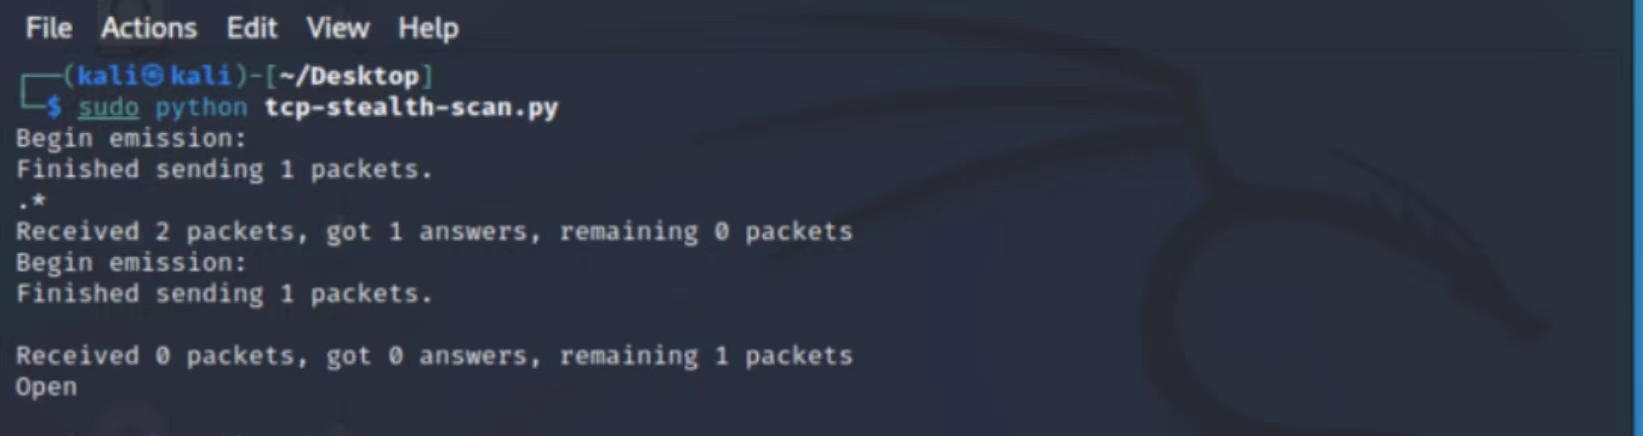 File Actions Edit View Help
┌──(kali㉿kali)-[~/Desktop]
└─$ sudo python tcp-stealth-scan.py
Begin emission:
Finished sending 1 packets.
.*
Received 2 packets, got 1 answers, remaining 0 packets
Begin emission:
Finished sending 1 packets.
Received 0 packets, got 0 answers, remaining 1 packets
Open